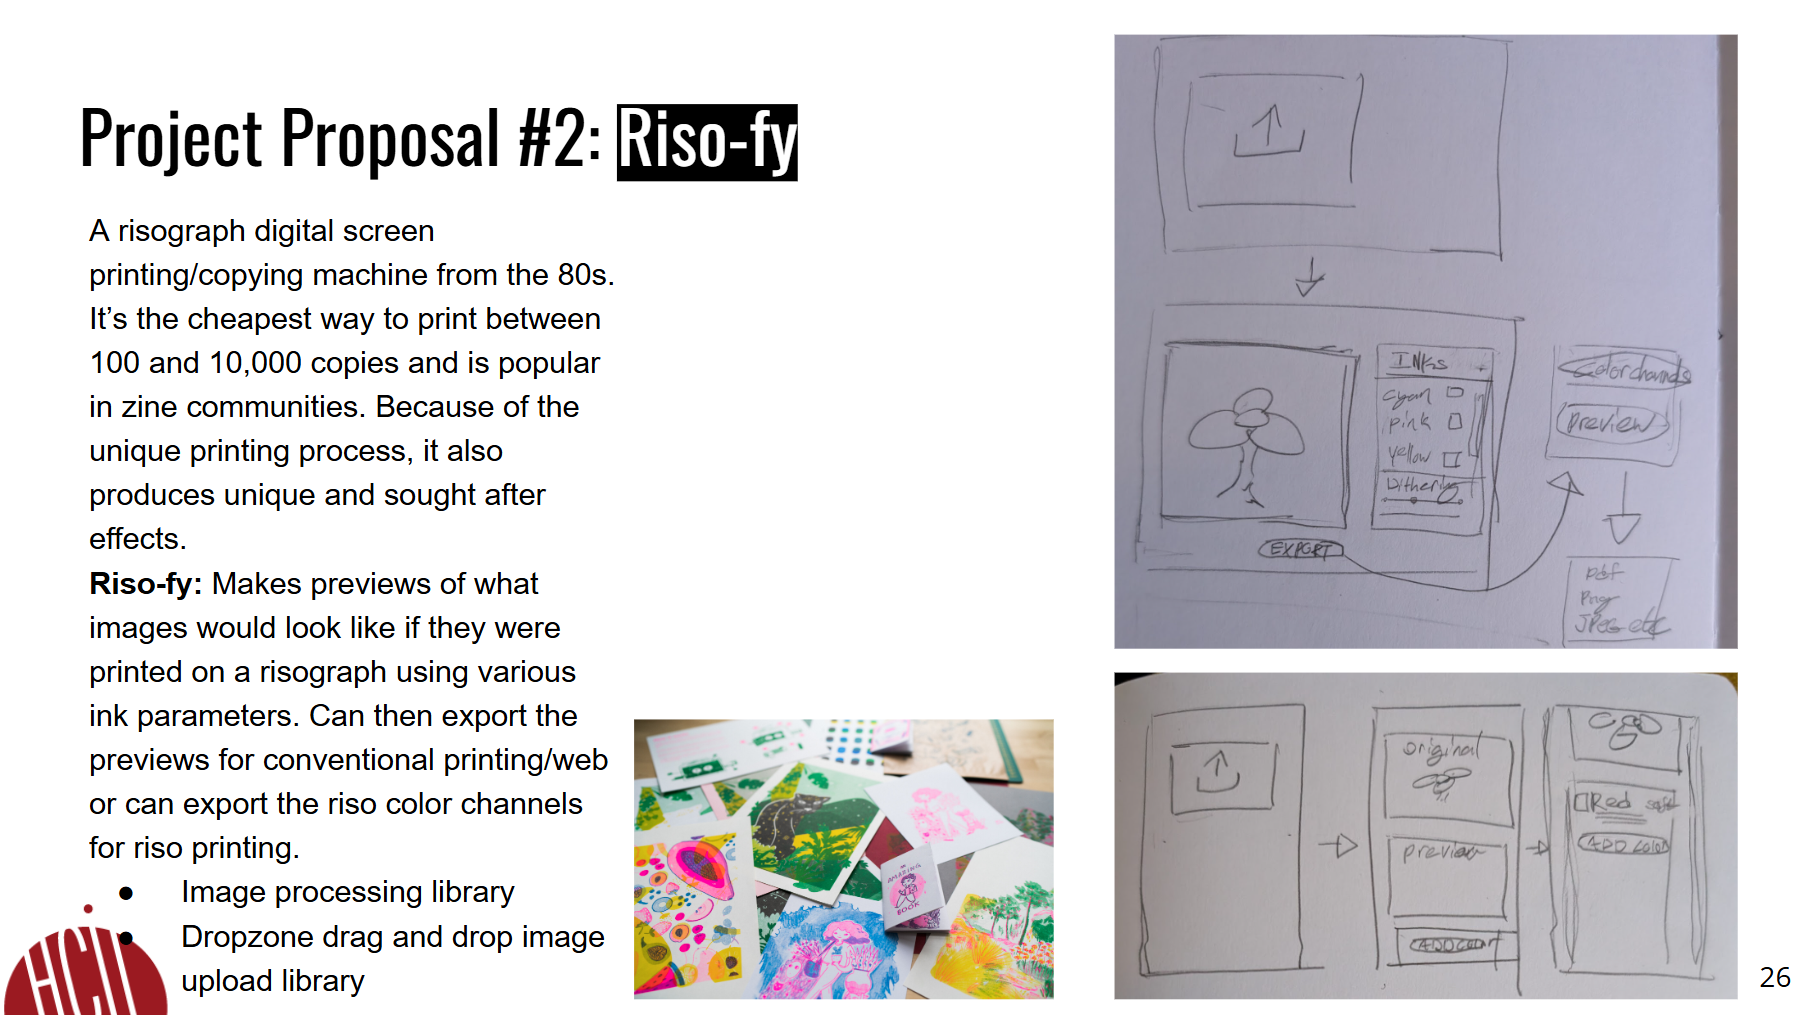 Project Proposal #2: Riso-fy
A risograph digital screen
printing/copying machine from the 80s.
It’s the cheapest way to print between
100 and 10,000 copies and is popular
in zine communities. Because of the
unique printing process, it also
produces unique and sought after
effects.
Riso-fy: Makes previews of what
images would look like if they were
printed on a risograph using various
ink parameters. Can then export the
previews for conventional printing/web
or can export the riso color channels
for riso printing.
● Image processing library
● Dropzone drag and drop image
upload library
HCII
AMAZING
BOOK
INKs
cyan
pink
yellow
Dithering
EXPORT
Color channels
preview
Pdf
Png
JPEG etc
original
preview
ADD
Red
ADD COLOR
26